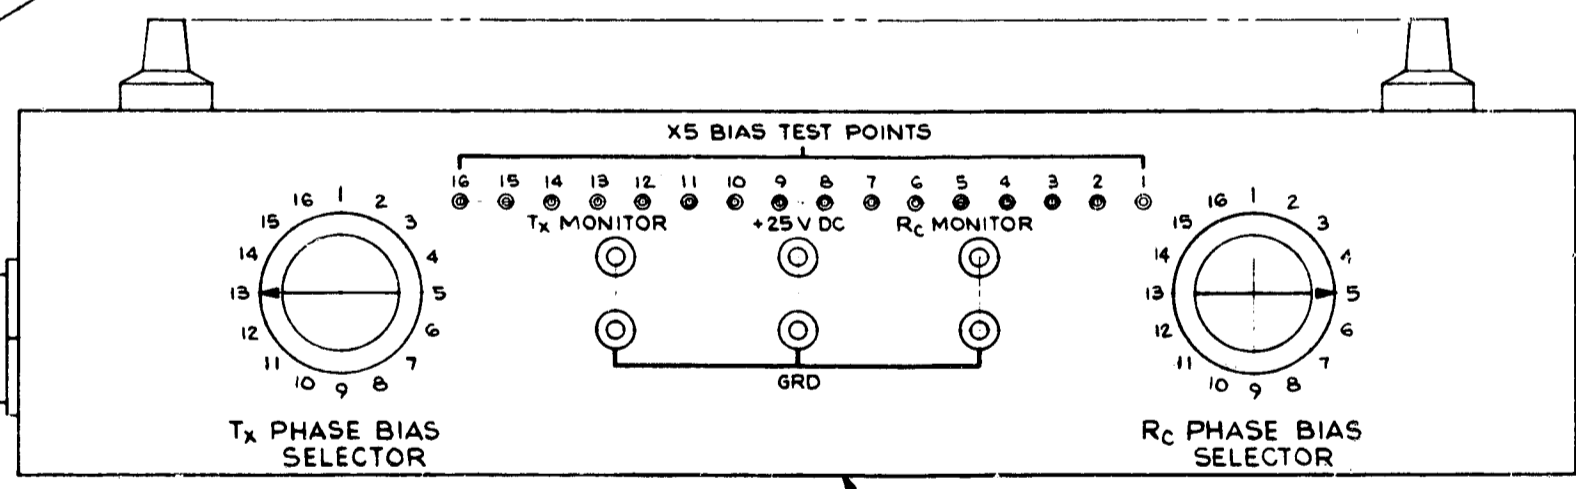 X5 BIAS TEST POINTS
16 15 14 13 12 11 10 9 8 7 6 5 4 3 2 1
TX MONITOR +25 V DC RC MONITOR
GRD
16 1 2
15 3
14 4
13 5
12 6
11 7
10 9 8
TX PHASE BIAS
SELECTOR
16 1 2
15 3
14 4
13 5
12 6
11 7
10 9 8
RC PHASE BIAS
SELECTOR